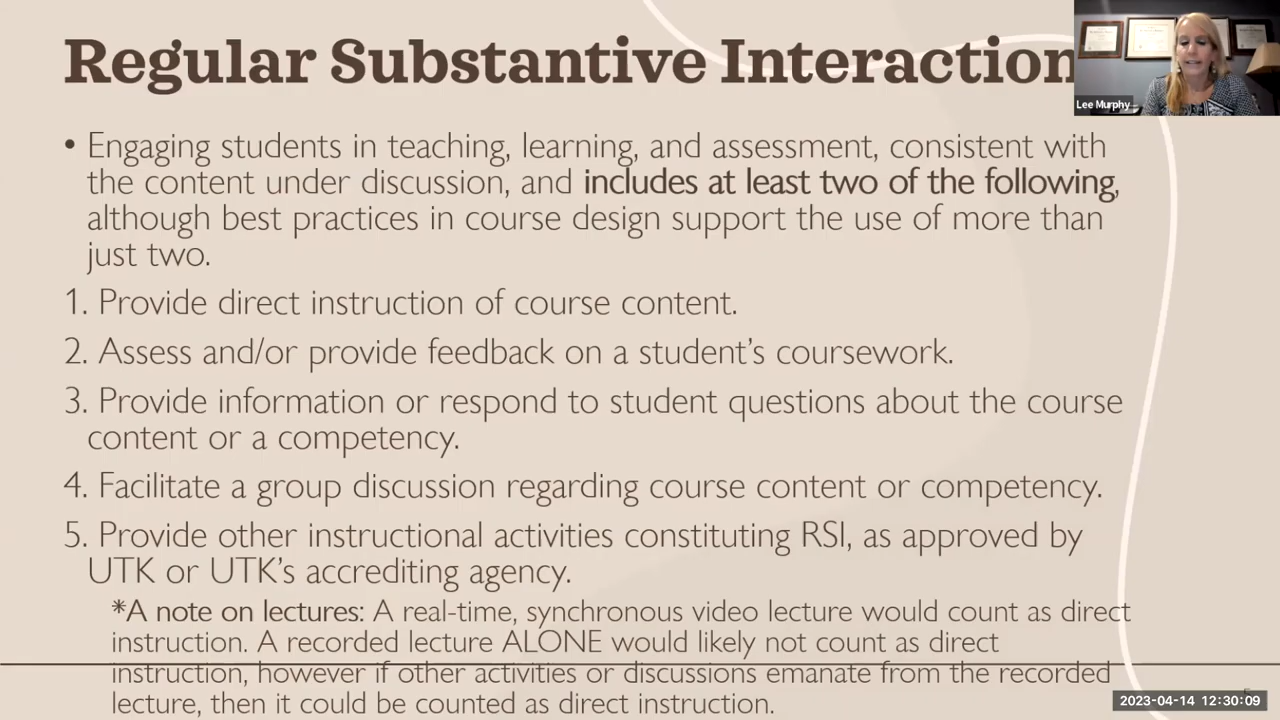 Regular Substantive Interaction
Lee Murphy
• Engaging students in teaching, learning, and assessment, consistent with
the content under discussion, and includes at least two of the following,
although best practices in course design support the use of more than
just two.
1. Provide direct instruction of course content.
2. Assess and/or provide feedback on a student's coursework.
3. Provide information or respond to student questions about the course
content or a competency.
4. Facilitate a group discussion regarding course content or competency.
5. Provide other instructional activities constituting RSI, as approved by
UTK or UTK's accrediting agency.
*A note on lectures: A real-time, synchronous video lecture would count as direct
instruction. A recorded lecture ALONE would likely not count as direct
instruction, however if other activities or discussions emanate from the recorded
lecture, then it could be counted as direct instruction.
2023-04-14 12:30:09